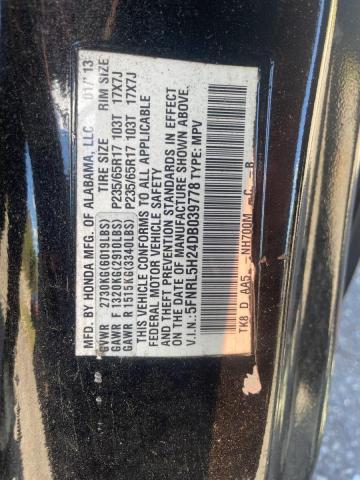 MFD. BY HONDA MFG. OF ALABAMA, LLC 01/13
TIRE SIZE RIM SIZE
GVWR 2730KG(6019LBS)
GAWR F 1320KG(2910LBS) P235/65R17 103T 17X7J
GAWR R 1515KG(3340LBS) P235/65R17 103T 17X7J
THIS VEHICLE CONFORMS TO ALL APPLICABLE
FEDERAL MOTOR VEHICLE SAFETY
AND THEFT PREVENTION STANDARDS IN EFFECT
ON THE DATE OF MANUFACTURE SHOWN ABOVE.
V.I.N.:5FNRL5H24DB039778 TYPE: MPV
TK8 D AA5- NH700M - C - B